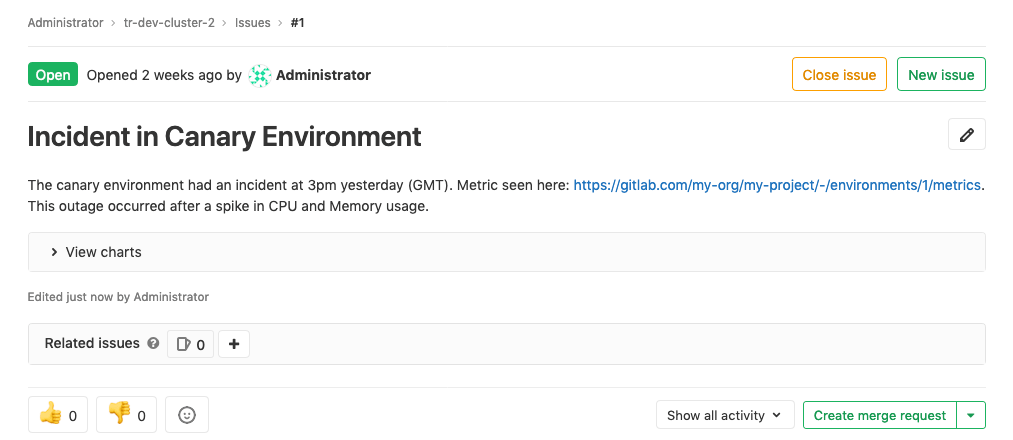 Administrator > tr-dev-cluster-2 > Issues > #1
Open Opened 2 weeks ago by Administrator Close issue New issue
Incident in Canary Environment
The canary environment had an incident at 3pm yesterday (GMT). Metric seen here: https://gitlab.com/my-org/my-project/-/environments/1/metrics.
This outage occurred after a spike in CPU and Memory usage.
> View charts
Edited just now by Administrator
Related issues ? 0 +
0 0 Show all activity Create merge request